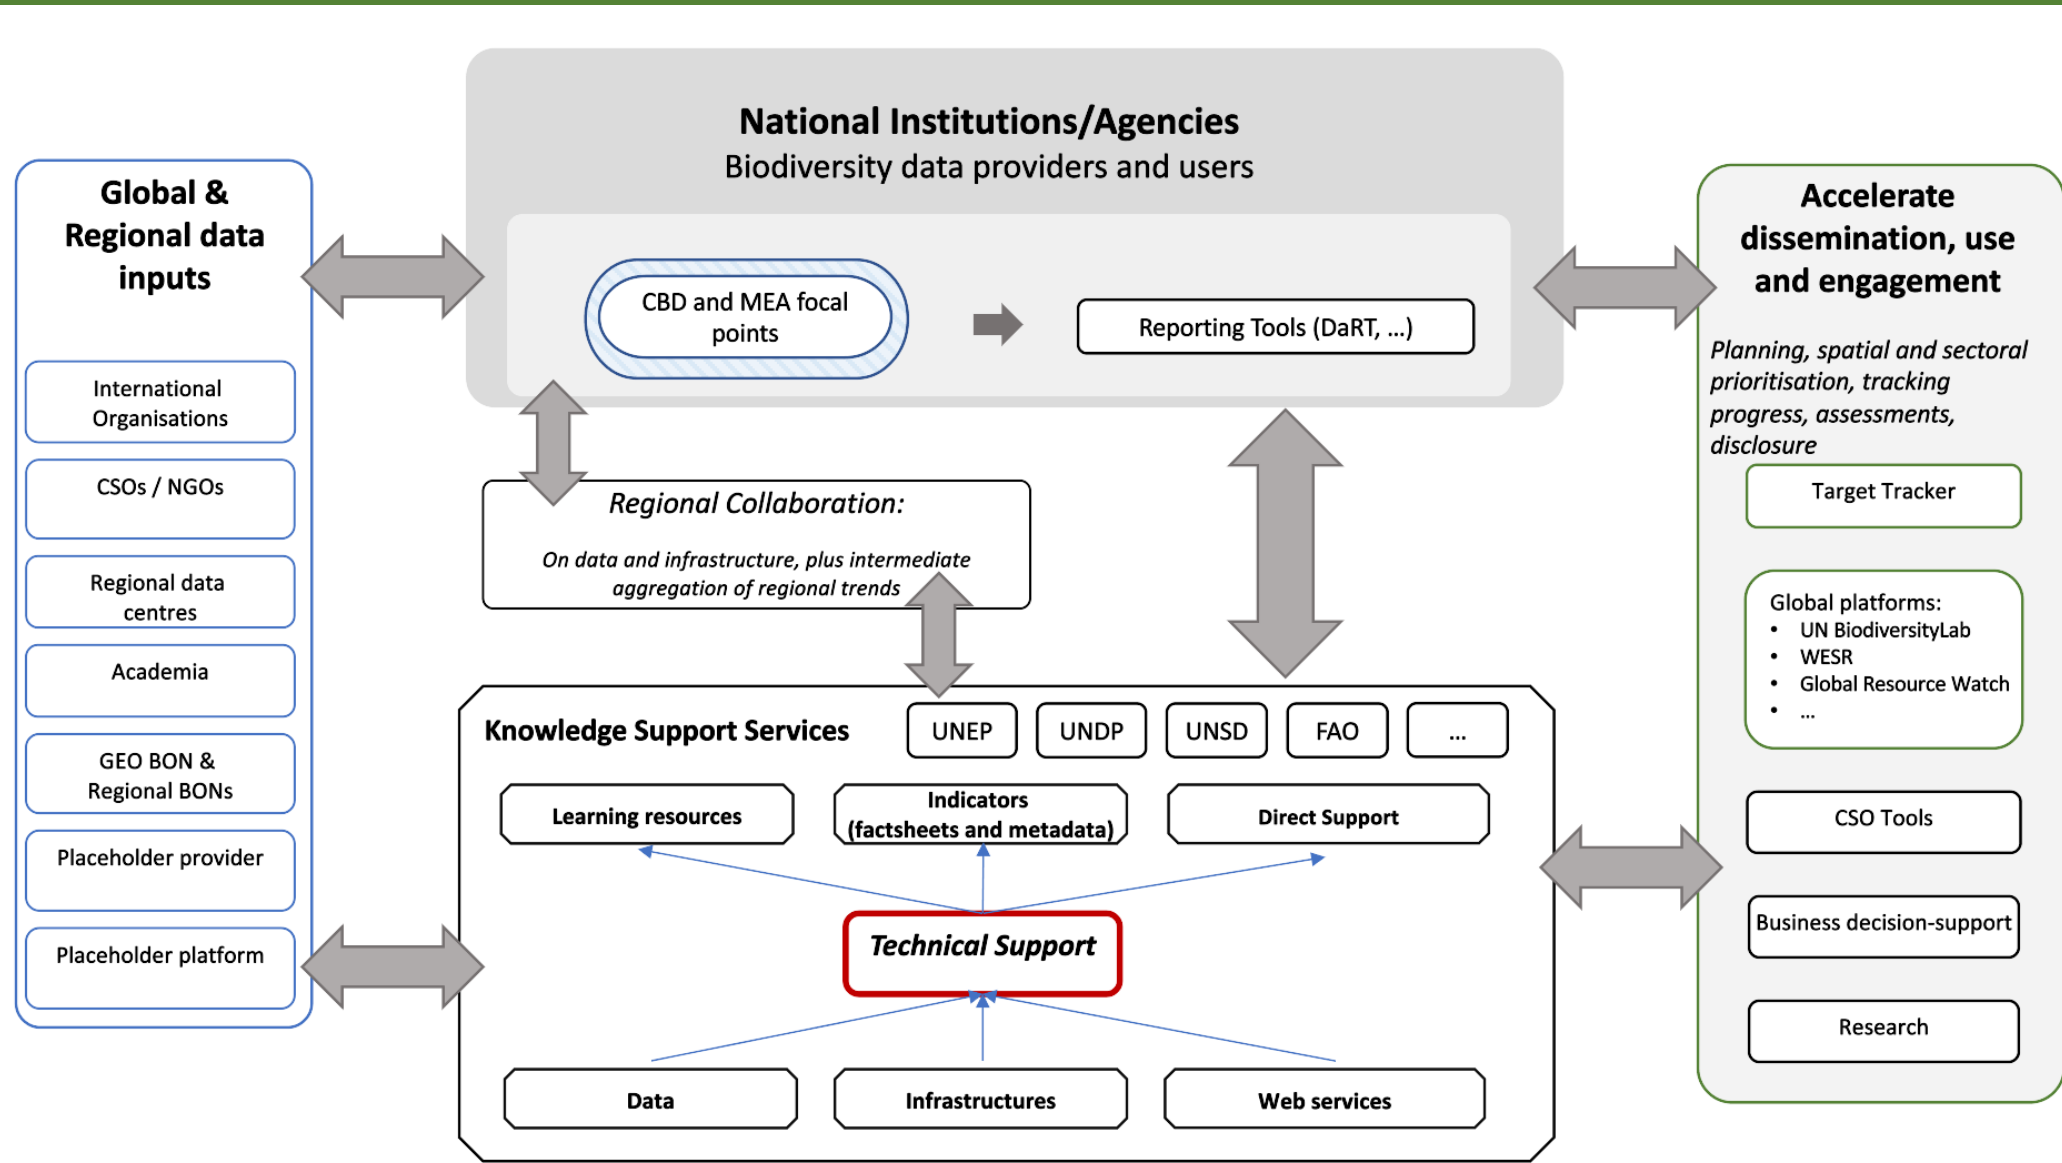 National Institutions/Agencies
Biodiversity data providers and users
CBD and MEA focal
points
Reporting Tools (DaRT, ...)
Global &
Regional data
inputs
International
Organisations
CSOs / NGOs
Regional data
centres
Academia
GEO BON &
Regional BONs
Placeholder provider
Placeholder platform
Regional Collaboration:
On data and infrastructure, plus intermediate
aggregation of regional trends
Knowledge Support Services
UNEP
UNDP
UNSD
FAO
...
Learning resources
Indicators
(factsheets and metadata)
Direct Support
Technical Support
Data
Infrastructures
Web services
Accelerate
dissemination, use
and engagement
Planning, spatial and sectoral
prioritisation, tracking
progress, assessments,
disclosure
Target Tracker
Global platforms:
• UN BiodiversityLab
• WESR
• Global Resource Watch
• ...
CSO Tools
Business decision-support
Research